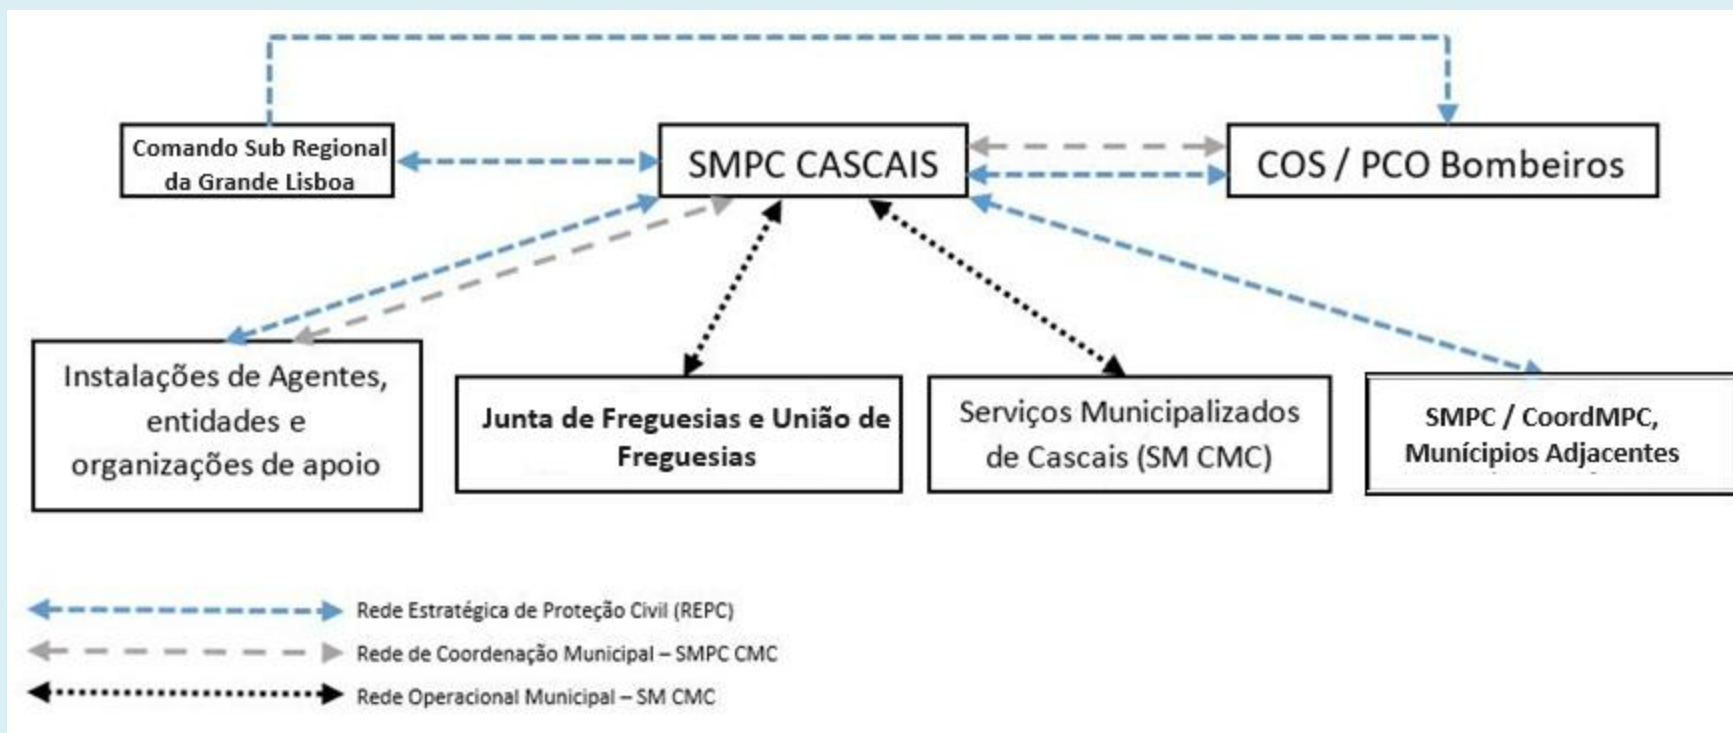 Comando Sub Regional
da Grande Lisboa
SMPC CASCAIS
COS / PCO Bombeiros
Instalações de Agentes,
entidades e
organizações de apoio
Junta de Freguesias e União de
Freguesias
Serviços Municipalizados
de Cascais (SM CMC)
SMPC / CoordMPC,
Munícipios Adjacentes
Rede Estratégica de Proteção Civil (REPC)
Rede de Coordenação Municipal – SMPC CMC
Rede Operacional Municipal – SM CMC